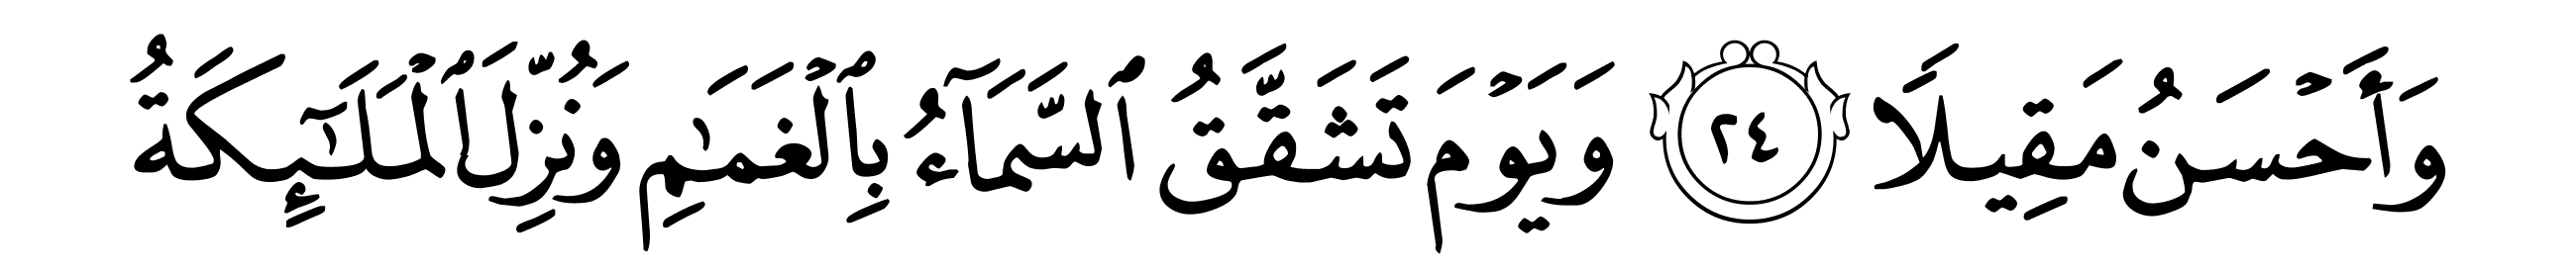 وَأَحۡسَنُ مَقِيلًا ٢٤ وَيَوۡمَ تَشَقَّقُ ٱلسَّمَآءُ بِٱلۡغَمَٰمِ وَنُزِّلَ ٱلۡمَلَٰٓئِكَةُ